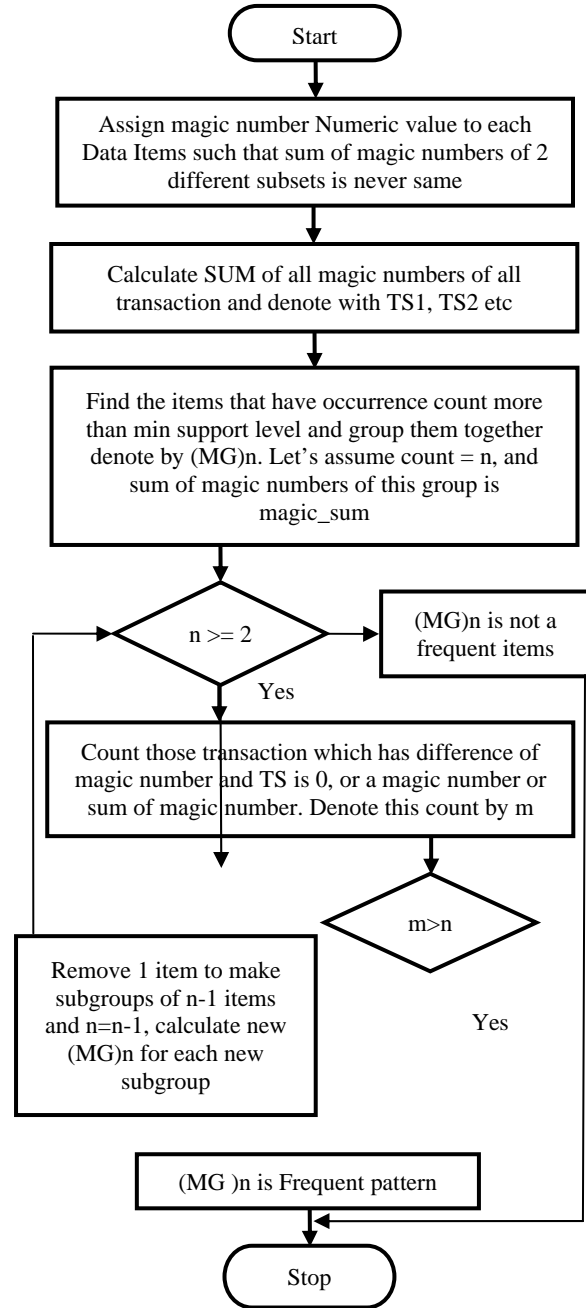 Start
Assign magic number Numeric value to each
Data Items such that sum of magic numbers of 2
different subsets is never same
Calculate SUM of all magic numbers of all
transaction and denote with TS1, TS2 etc
Find the items that have occurrence count more
than min support level and group them together
denote by (MG)n. Let’s assume count = n, and
sum of magic numbers of this group is
magic_sum
n >= 2
(MG)n is not a
frequent items
Yes
Count those transaction which has difference of
magic number and TS is 0, or a magic number or
sum of magic number. Denote this count by m
m>n
Remove 1 item to make
subgroups of n-1 items
and n=n-1, calculate new
(MG)n for each new
subgroup
Yes
(MG )n is Frequent pattern
Stop